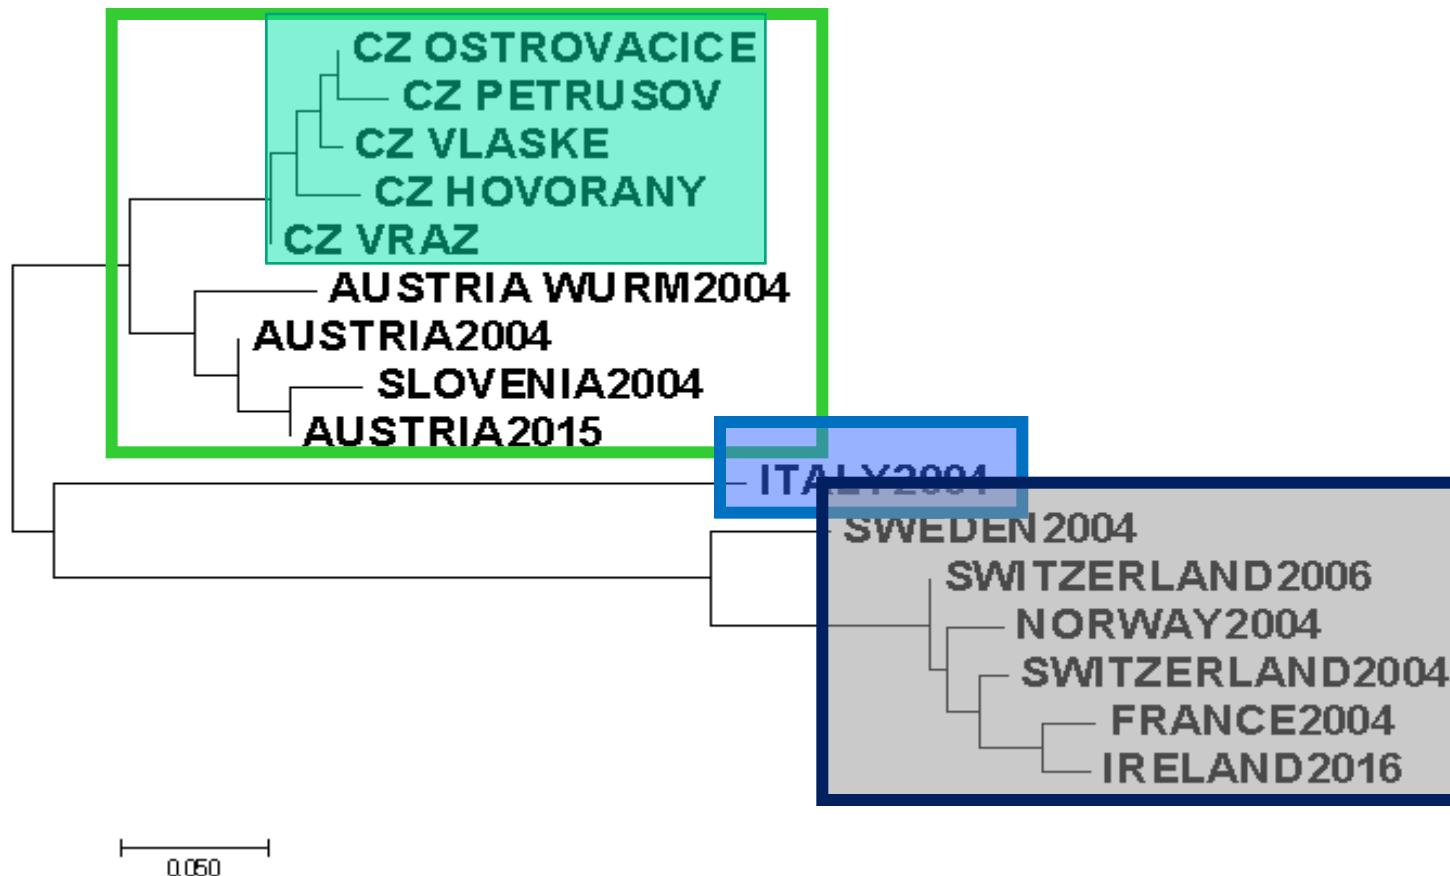 CZ OSTROVACICE
CZ PETRUSOV
CZ VLASKE
CZ HOVORANY
CZ VRAZ
AUSTRIA WURM2004
AUSTRIA2004
SLOVENIA2004
AUSTRIA2015
ITALY2004
SWEDEN2004
SWITZERLAND2006
NORWAY2004
SWITZERLAND2004
FRANCE2004
IRELAND2016
0.050